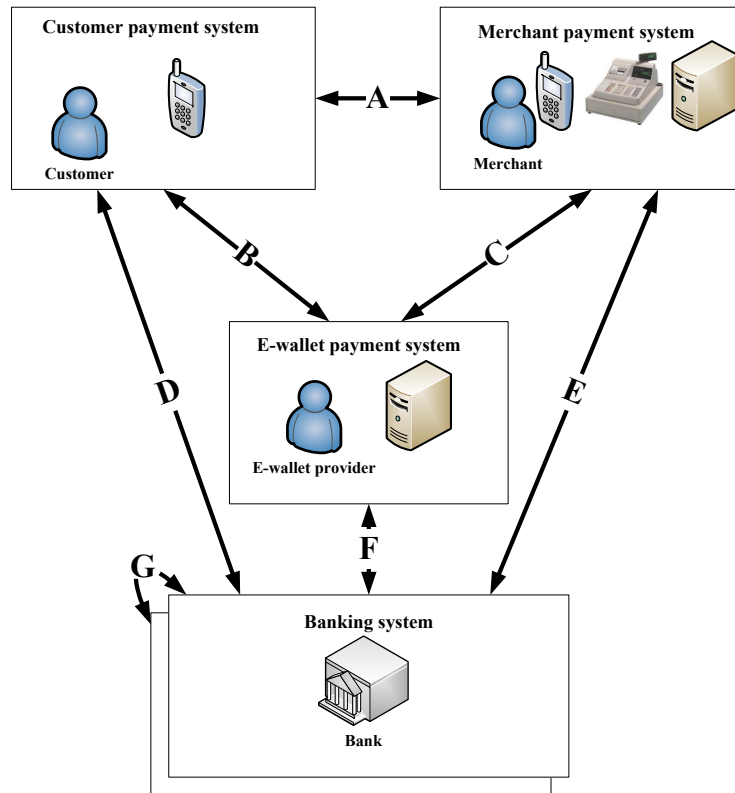 Customer payment system
Merchant payment system
A
Customer
Merchant
B
C
E-wallet payment system
D
E
E-wallet provider
F
G
Banking system
Bank